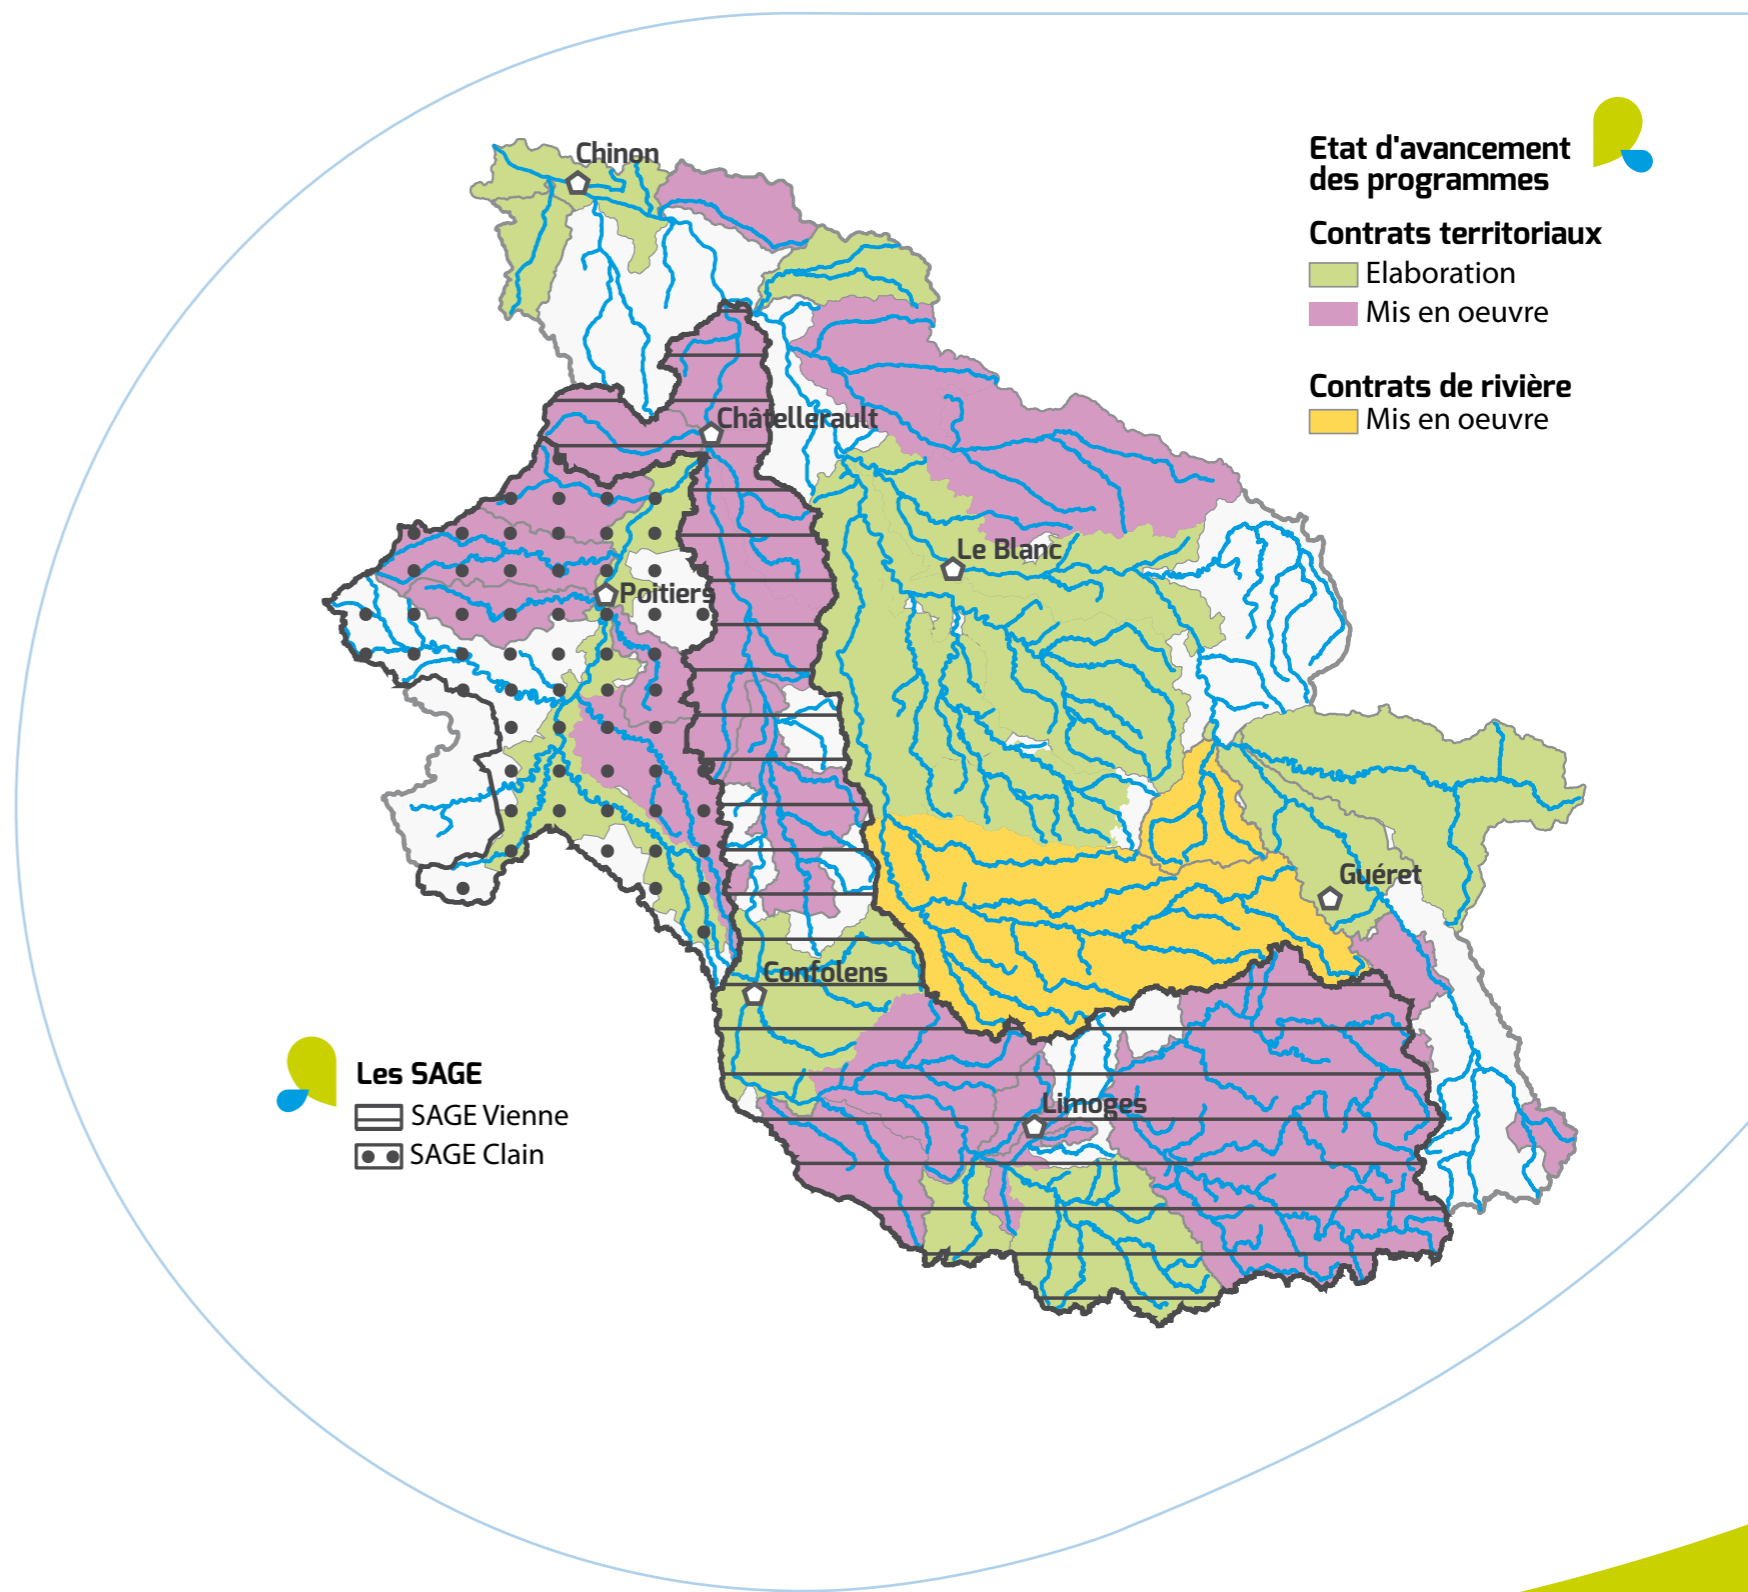 Etat d'avancement
des programmes
Contrats territoriaux
Elaboration
Mis en oeuvre
Contrats de rivière
Mis en oeuvre
Chinon
Châtellerault
Le Blanc
Poitiers
Guéret
Confolens
Limoges
Les SAGE
SAGE Vienne
SAGE Clain